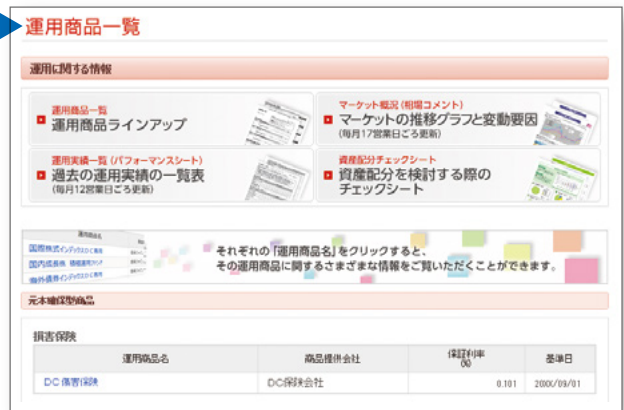 運用商品一覧
運用に関する情報
運用商品一覧
運用商品ラインアップ
マーケット概況(相場コメント)
マーケットの推移グラフと変動要因
(毎月17営業日ごろ更新)
運用実績一覧(パフォーマンスシート)
過去の運用実績の一覧表
(毎月12営業日ごろ更新)
資産配分チェックシート
資産配分を検討する際の
チェックシート
運用商品名
それぞれの「運用商品名」をクリックすると、
その運用商品に関するさまざまな情報をご覧いただくことができます。
元本確保型商品
損害保険
運用商品名 商品提供会社 保証利率(%) 基準日
DC傷害保険 DC保険会社 0.101 20XX/09/01